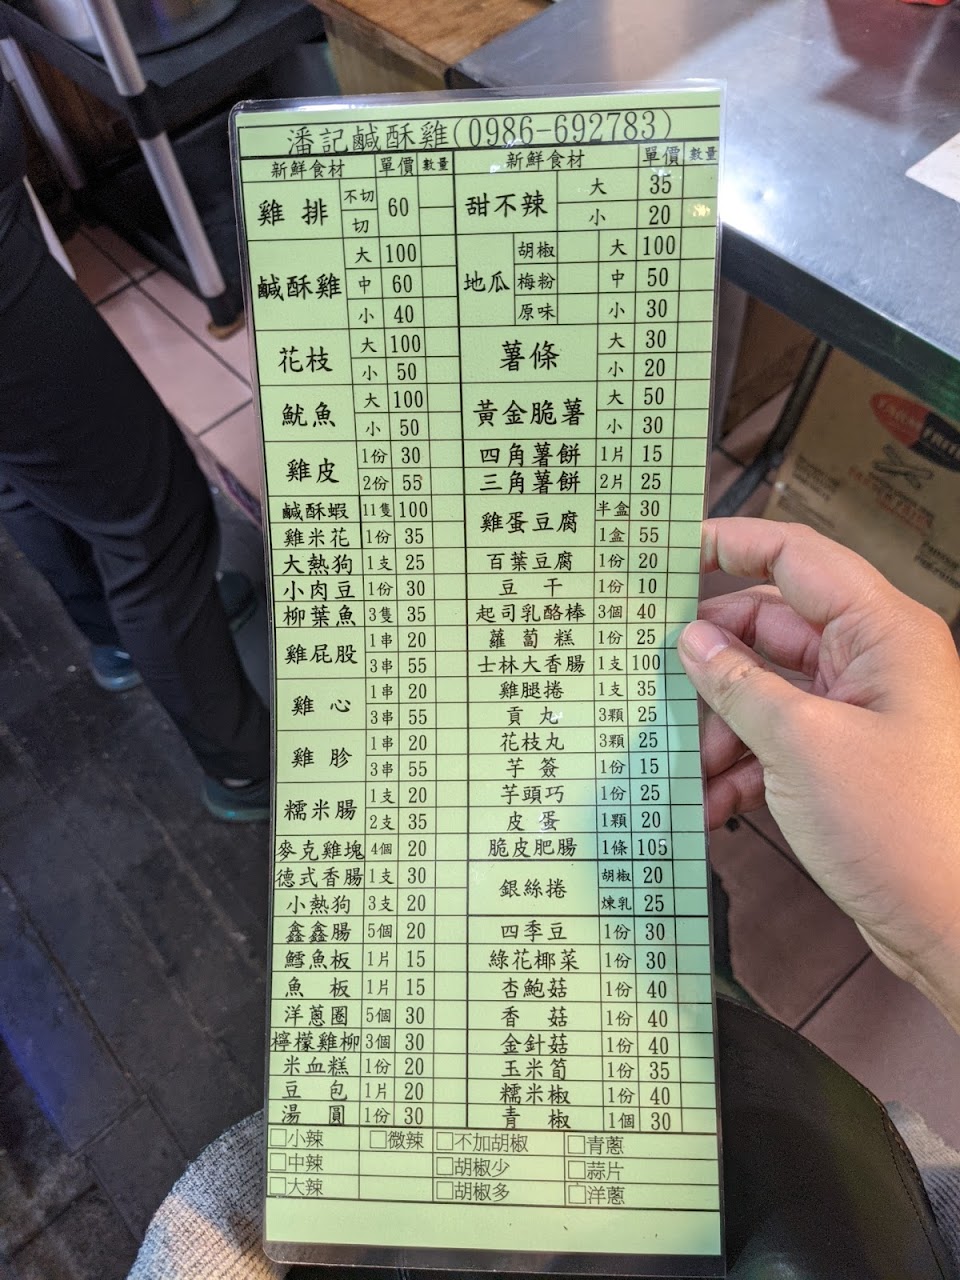 潘記鹹酥雞(0986-692783)
新鮮食材 單價 數量
雞排 不切 切 60
鹹酥雞 大 100
中 60
小 40
花枝 大 100
小 50
魷魚 大 100
小 50
雞皮 1份 30
2份 55
鹹酥蝦 11隻 100
雞米花 1份 35
大熱狗 1支 25
小肉豆 1份 30
柳葉魚 3隻 35
雞屁股 1串 20
3串 55
雞心 1串 20
3串 55
雞胗 1串 20
3串 55
糯米腸 1支 20
2支 35
麥克雞塊 4個 20
德式香腸 1支 30
小熱狗 3支 20
鑫鑫腸 5個 20
鱈魚板 1片 15
魚板 1片 15
洋蔥圈 5個 30
檸檬雞柳 3個 30
米血糕 1份 20
豆包 1片 20
湯圓 1份 30
新鮮食材 單價 數量
甜不辣 大 35
小 20
地瓜 胡椒 梅粉 原味 大 100
中 50
小 30
薯條 大 30
小 20
黃金脆薯 大 50
小 30
四角薯餅 1片 15
三角薯餅 2片 25
雞蛋豆腐 半盒 30
1盒 55
百葉豆腐 1份 20
豆干 1份 10
起司乳酪棒 3個 40
蘿蔔糕 1份 25
士林大香腸 1支 100
雞腿捲 1支 35
貢丸 3顆 25
花枝丸 3顆 25
芋簽 1份 15
芋頭巧 1份 25
皮蛋 1顆 20
脆皮肥腸 1條 105
銀絲捲 胡椒 20
煉乳 25
四季豆 1份 30
綠花椰菜 1份 30
杏鮑菇 1份 40
香菇 1份 40
金針菇 1份 40
玉米筍 1份 35
糯米椒 1份 40
青椒 1個 30
□小辣 □微辣 □不加胡椒 □青蔥
□中辣 □胡椒少 □蒜片
□大辣 □胡椒多 □洋蔥